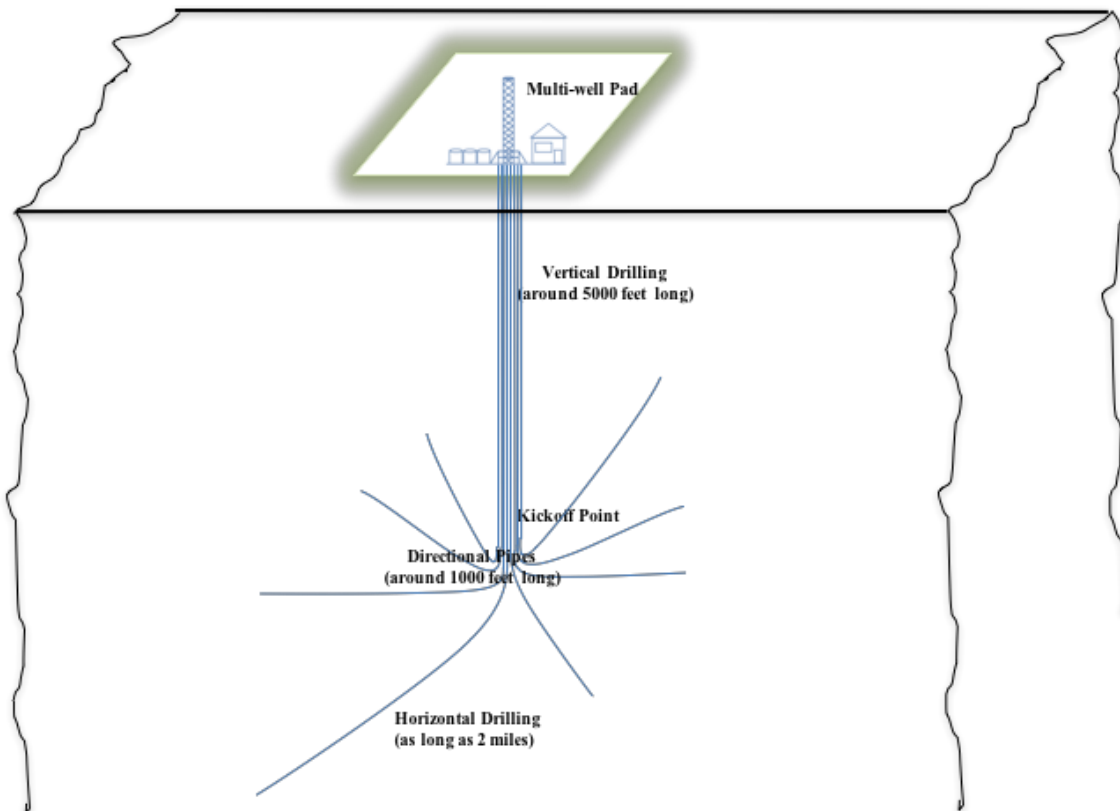 Multi-well Pad
Vertical Drilling
(around 5000 feet long)
Kickoff Point
Directional Pipes
(around 1000 feet long)
Horizontal Drilling
(as long as 2 miles)